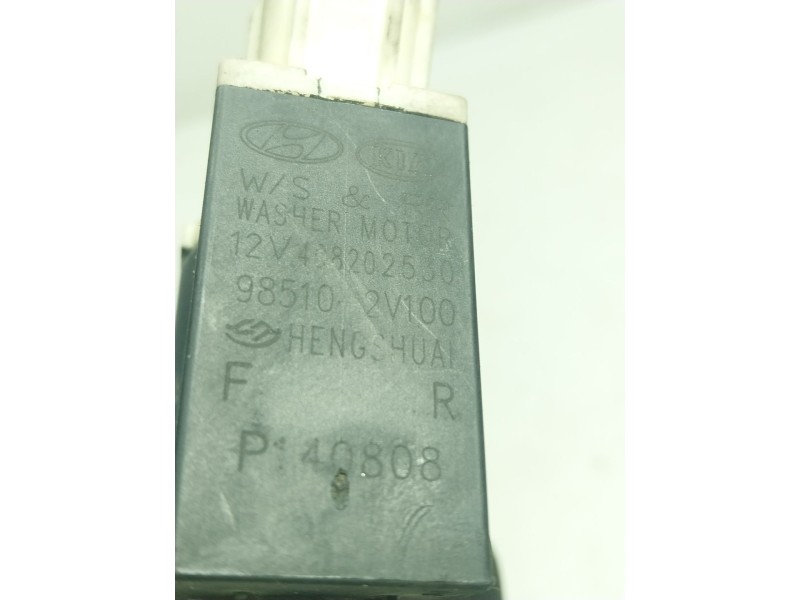 KIA
W/S &
WASHER MOTOR
12V
98510-2V100
HENGSHUAI
F R
P140808